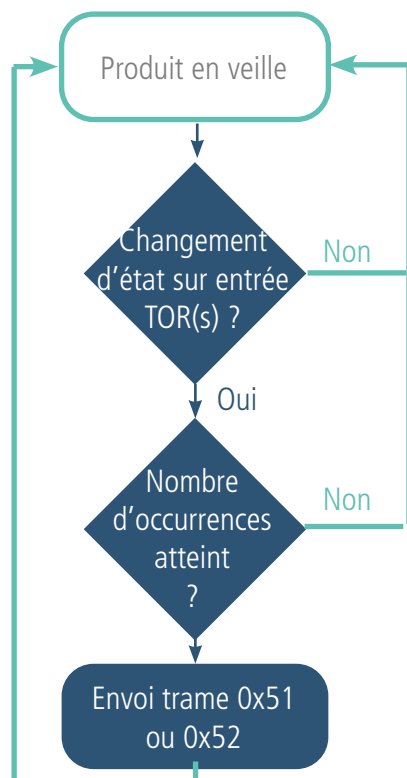 Produit en veille
Changement
d'état sur entrée
TOR(s) ?
Non
Oui
Nombre
d'occurrences
atteint
?
Non
Envoi trame 0x51
ou 0x52